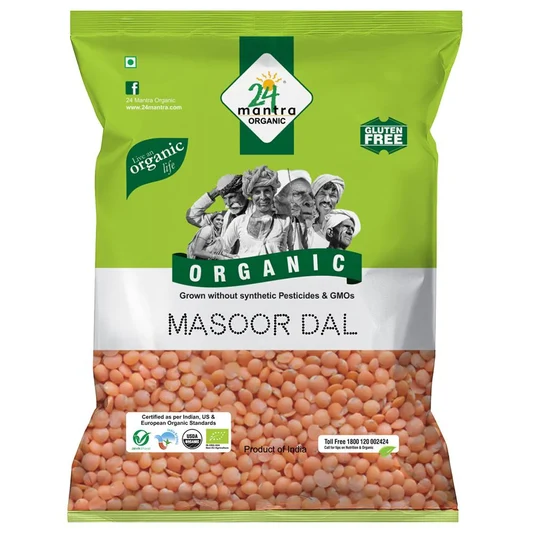 24
mantra
ORGANIC
24 Mantra Organic
www.24mantra.com
GLUTEN
FREE
Live an
organic
life
ORGANIC
Grown without synthetic Pesticides & GMOs
MASOOR DAL
Certified as per Indian, US &
European Organic Standards
USDA
ORGANIC
Product of India
Toll Free 1800 120 002424
Call for tips on Nutrition & Organic